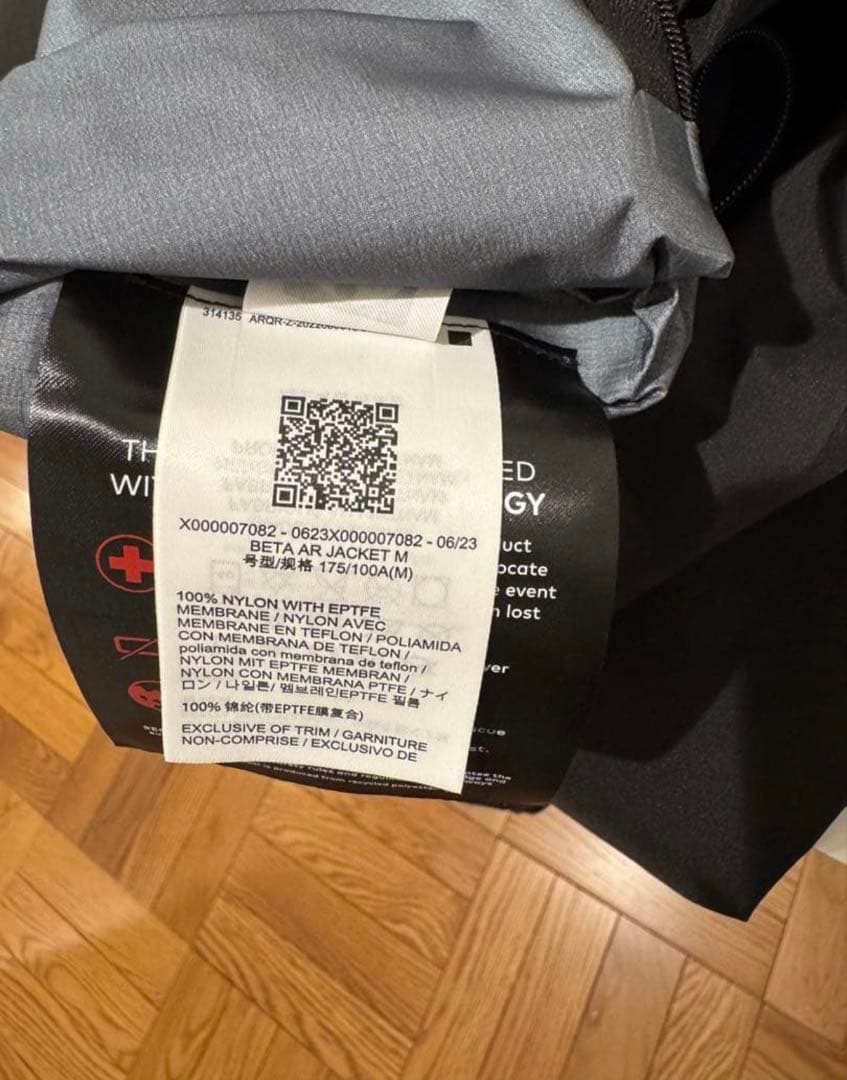 314135 ARQR-Z-2022
X000007082 - 0623X000007082 - 06/23
BETA AR JACKET M
号型/规格 175/100A(M)
100% NYLON WITH EPTFE
MEMBRANE / NYLON AVEC
MEMBRANE EN TEFLON / POLIAMIDA
CON MEMBRANA DE TEFLON /
poliamida con membrana de teflon /
NYLON MIT EPTFE MEMBRAN /
NYLON CON MEMBRANA PTFE / ナイ
ロン / 나일론/ 멤브레인EPTFE 필름
100% 锦纶(带EPTFE膜复合)
EXCLUSIVE OF TRIM / GARNITURE
NON-COMPRISE / EXCLUSIVO DE
TH
ED
WI
GY
uct
ocate
event
lost
ver
scue
st.